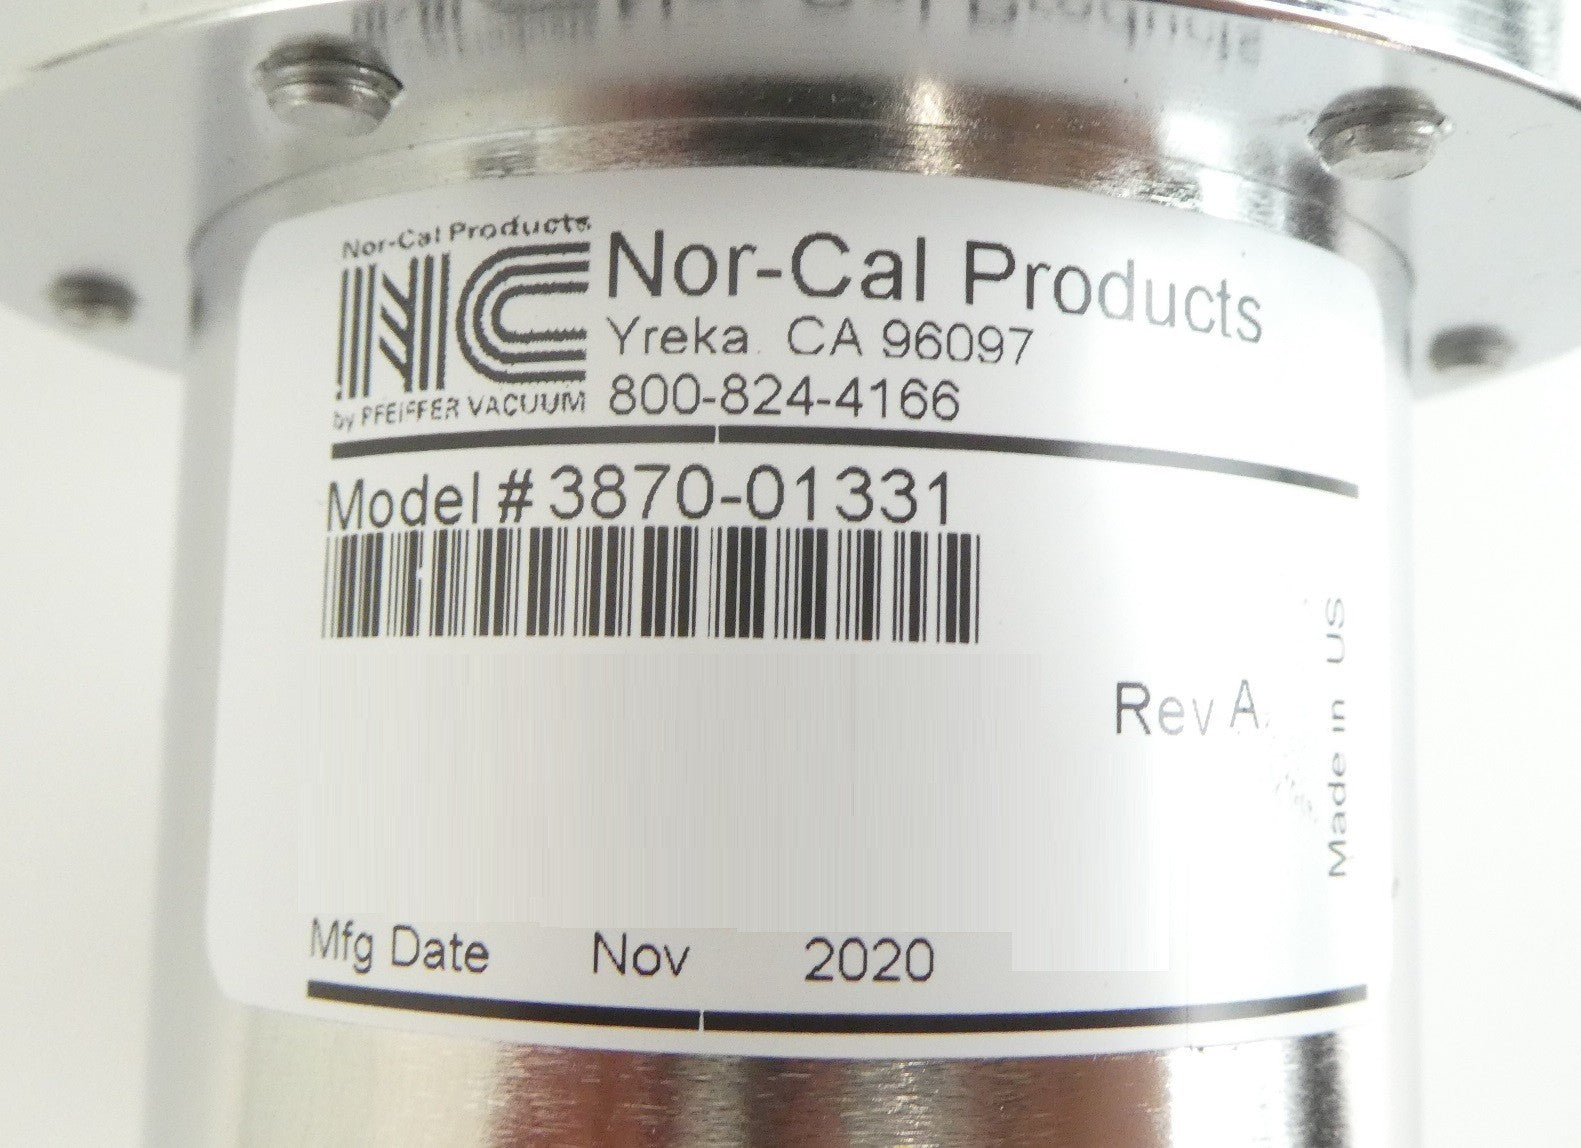 Nor-Cal Products
NC
by PFEIFFER VACUUM
Nor-Cal Products
Yreka, CA 96097
800-824-4166
Model # 3870-01331
Rev A
Made in US
Mfg Date Nov 2020